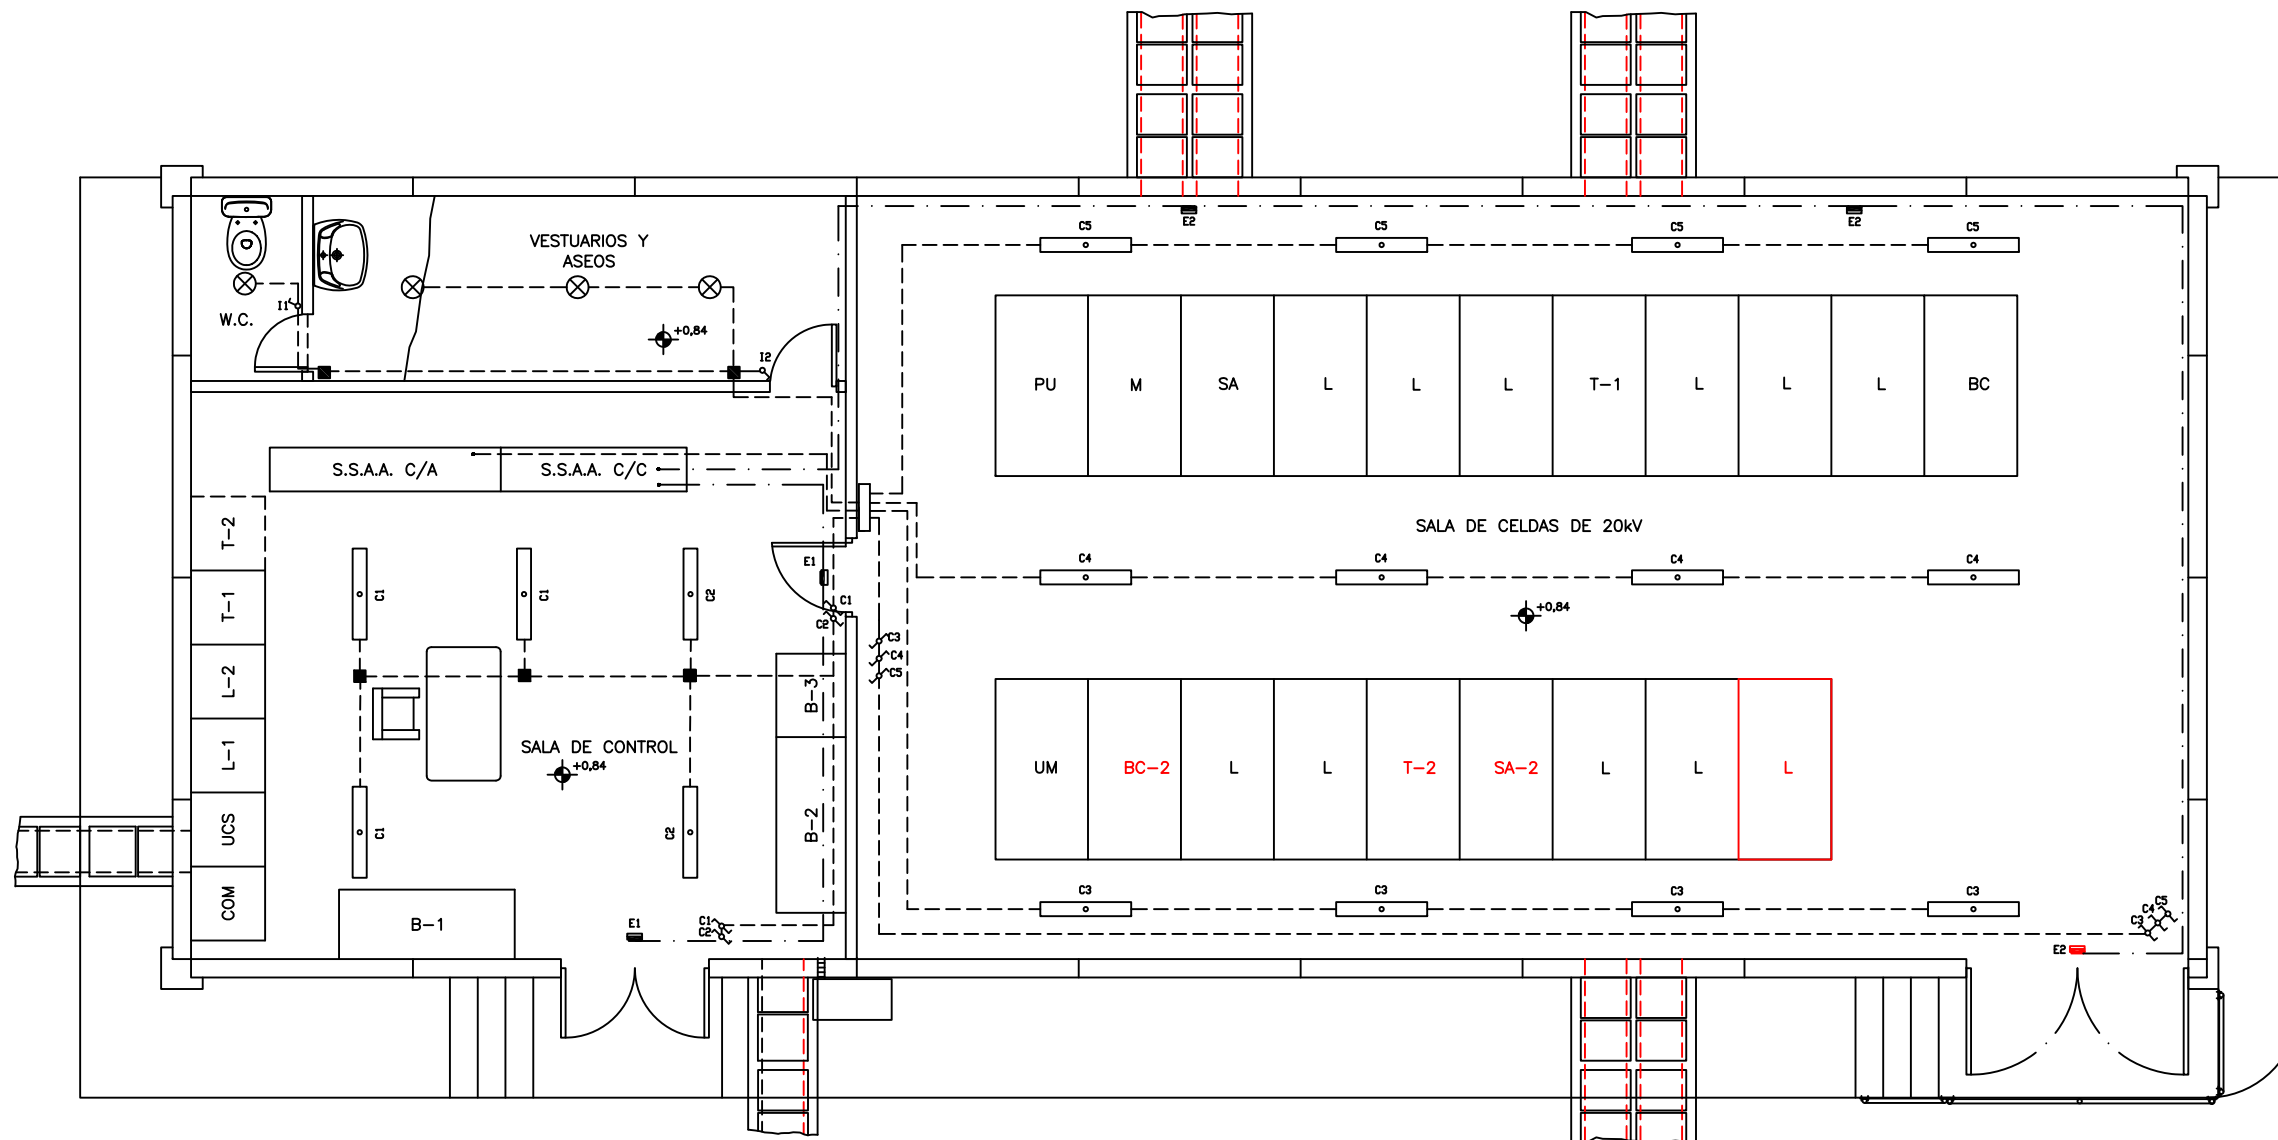 E2
E2
C5
C5
C5
C5
VESTUARIOS Y
ASEOS
I1
W.C.
+0,84
I2
PU
M
SA
L
L
L
T-1
L
L
L
BC
S.S.A.A. C/A
S.S.A.A. C/C
SALA DE CELDAS DE 20kV
T-2
T-1
L-2
L-1
UCS
COM
E1
C4
C4
C4
C4
C1
C1
C2
C1
C2
+0,84
C3
C4
C5
B-3
SALA DE CONTROL
+0,84
UM
BC-2
L
L
T-2
SA-2
L
L
L
C1
C2
B-2
C3
C3
C3
C3
B-1
E1
C1
C2
C3
C4
C5
E2